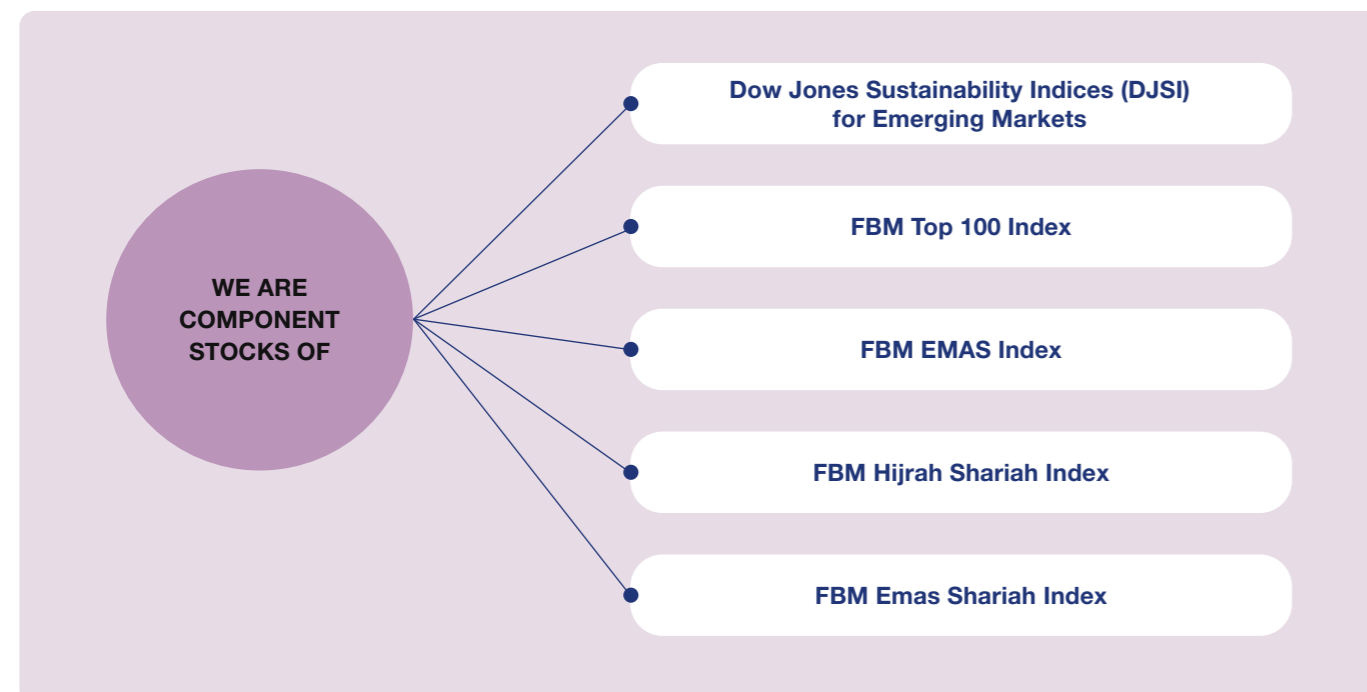 WE ARE
COMPONENT
STOCKS OF
Dow Jones Sustainability Indices (DJSI)
for Emerging Markets
FBM Top 100 Index
FBM EMAS Index
FBM Hijrah Shariah Index
FBM Emas Shariah Index